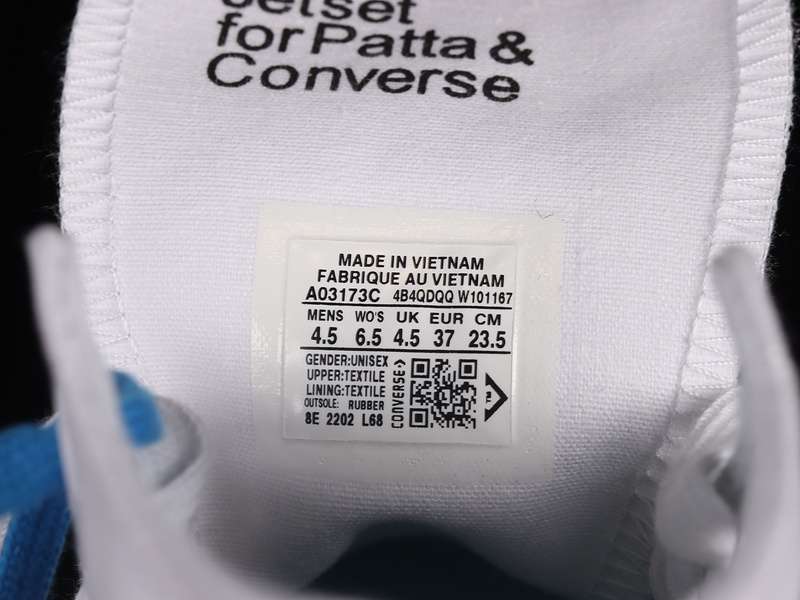 for Patta &
Converse
MADE IN VIETNAM
FABRIQUE AU VIETNAM
A03173C 4B4QDQQ W101167
MENS WO'S UK EUR CM
4.5 6.5 4.5 37 23.5
GENDER:UNISEX
UPPER:TEXTILE
LINING:TEXTILE
OUTSOLE: RUBBER
8E 2202 L68
CONVERSE
TM